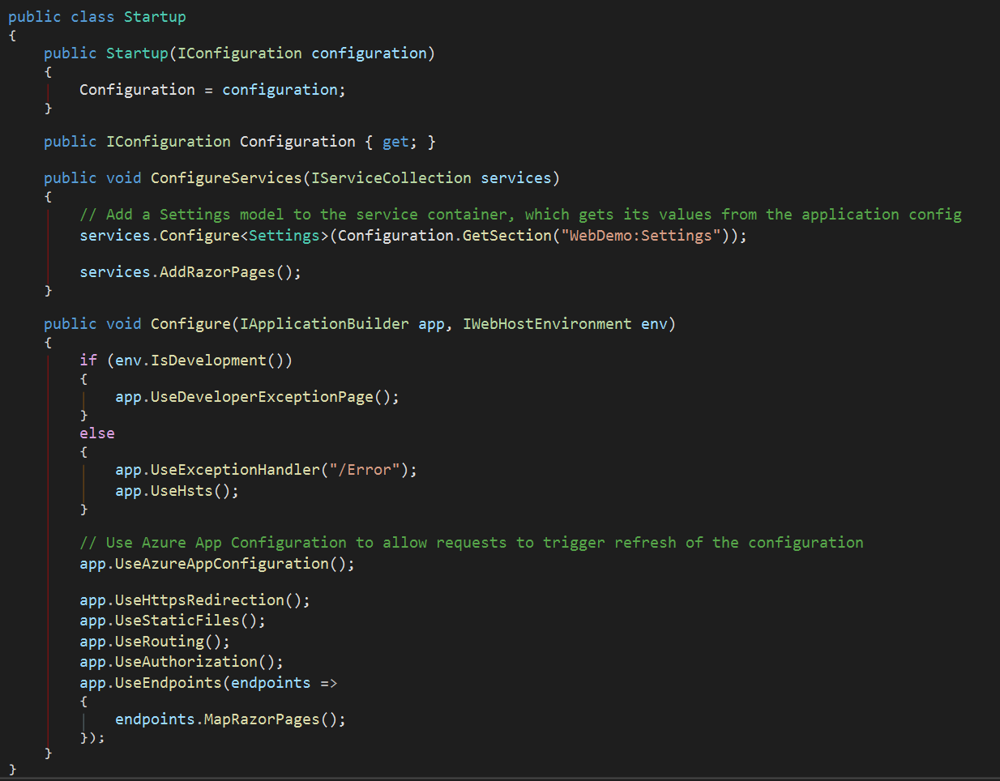 public class Startup
{
    public Startup(IConfiguration configuration)
    {
        Configuration = configuration;
    }
    public IConfiguration Configuration { get; }
    public void ConfigureServices(IServiceCollection services)
    {
        // Add a Settings model to the service container, which gets its values from the application config
        services.Configure<Settings>(Configuration.GetSection("WebDemo:Settings"));
        services.AddRazorPages();
    }
    public void Configure(IApplicationBuilder app, IWebHostEnvironment env)
    {
        if (env.IsDevelopment())
        {
            app.UseDeveloperExceptionPage();
        }
        else
        {
            app.UseExceptionHandler("/Error");
            app.UseHsts();
        }
        // Use Azure App Configuration to allow requests to trigger refresh of the configuration
        app.UseAzureAppConfiguration();
        app.UseHttpsRedirection();
        app.UseStaticFiles();
        app.UseRouting();
        app.UseAuthorization();
        app.UseEndpoints(endpoints =>
        {
            endpoints.MapRazorPages();
        });
    }
}